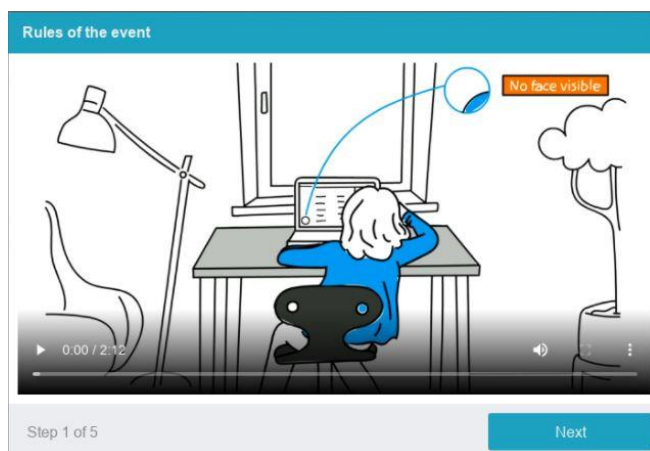 Rules of the event
No face visible
0:00 / 2:12
Step 1 of 5
Next